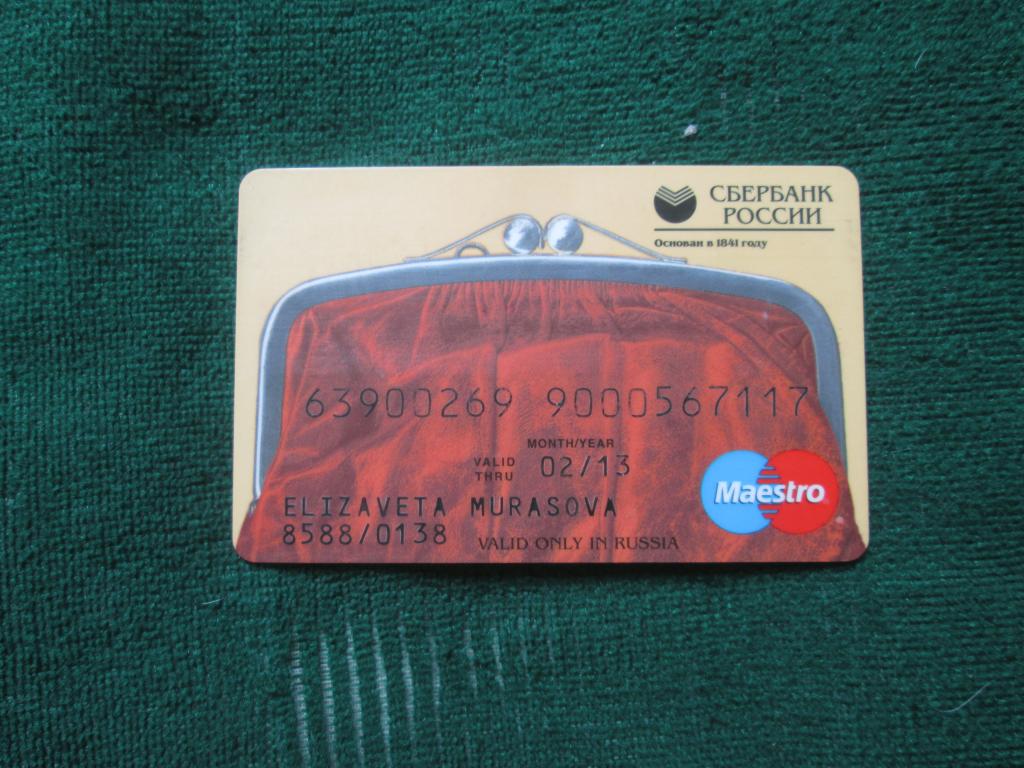 СБЕРБАНК
РОССИИ
Основан в 1841 году
63900269 9000567117
MONTH/YEAR
VALID THRU 02/13
Maestro
ELIZAVETA MURASOVA
8588/0138
VALID ONLY IN RUSSIA